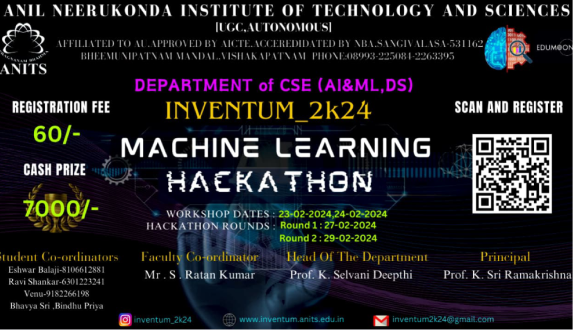 ANIL NEERUKONDA INSTITUTE OF TECHNOLOGY AND SCIENCES
[UGC,AUTONOMOUS]
AFFILIATED TO AU.APPROVED BY AICTE.ACCEREDIDATED BY NBA.SANGIVALASA-531162
BHEEMUNIPATNAM MANDAL.VISHAKAPATNAM PHONE:08993-225084-2263395
ANITS
EDUM@ON
DEPARTMENT of CSE (AI&ML,DS)
REGISTRATION FEE
60/-
CASH PRIZE
7000/-
INVENTUM_2k24
MACHINE LEARNING
HACKATHON
SCAN AND REGISTER
WORKSHOP DATES : 23-02-2024,24-02-2024
HACKATHON ROUNDS : Round 1 : 27-02-2024
Round 2 : 29-02-2024
Student Co-ordinators
Eshwar Balaji-8106612881
Ravi Shankar-6301223241
Venu-9182266198
Bhavya Sri ,Bindhu Priya
Faculty Co-ordinator
Mr . S . Ratan Kumar
Head Of The Department
Prof. K. Selvani Deepthi
Principal
Prof. K. Sri Ramakrishna
inventum_2k24
www.inventum.anits.edu.in
inventum2k24@gmail.com